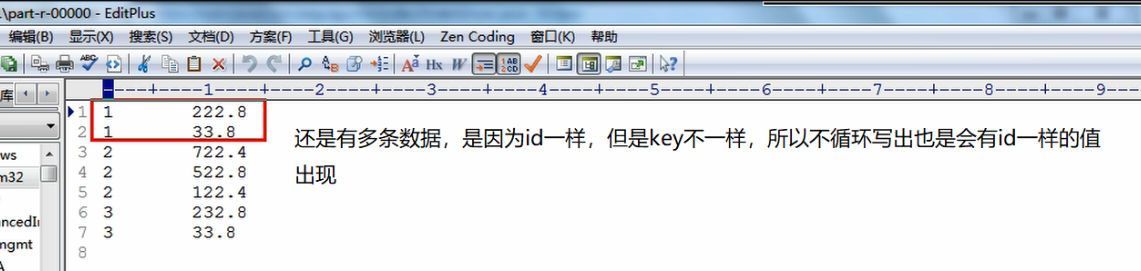 \part-r-00000 - EditPlus
编辑(E) 显示(X) 搜索(S) 文档(D) 方案(F) 工具(G) 浏览器(L) Zen Coding 窗口(K) 帮助
ABC
Hx W
库
----+----1----+----2----+----3----+----4----+----5----+----6----+----7----+----8----+----9--
1 1 222.8
2 1 33.8
3 2 722.4
4 2 522.8
5 2 122.4
6 3 232.8
7 3 33.8
8
还是有多条数据，是因为id一样，但是key不一样，所以不循环写出也是会有id一样的值
出现
ws
m32
ancedI
mgmt